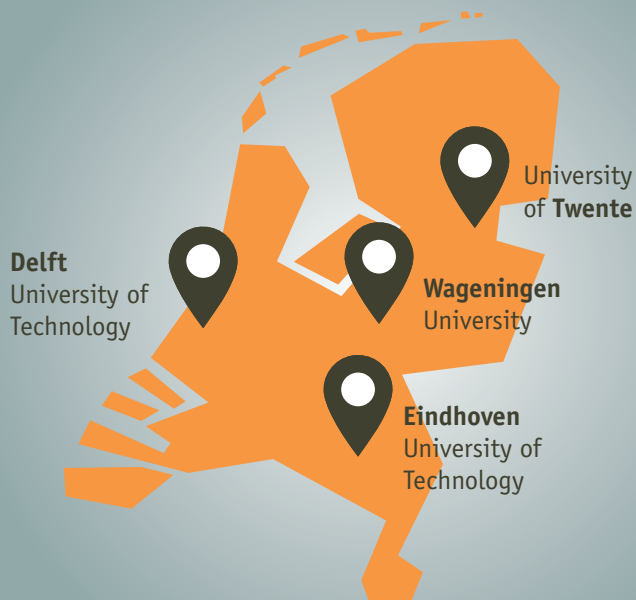 University
of Twente
Delft
University of
Technology
Wageningen
University
Eindhoven
University of
Technology